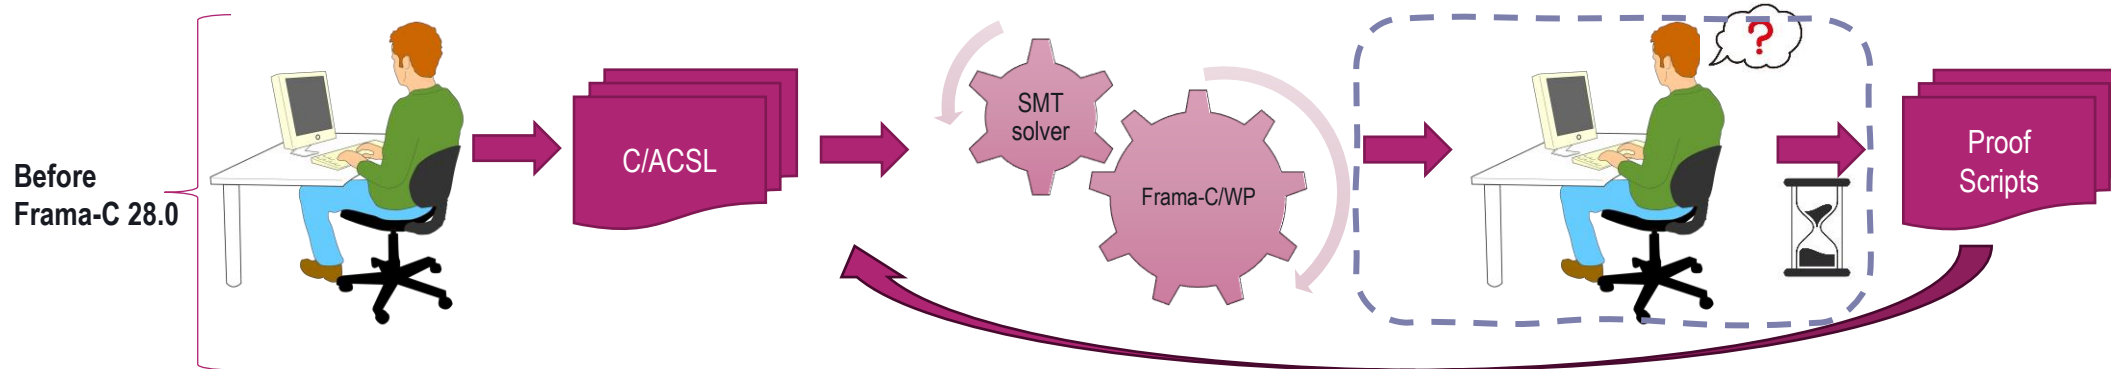 Before
Frama-C 28.0
C/ACSL
SMT
solver
Frama-C/WP
?
Proof
Scripts